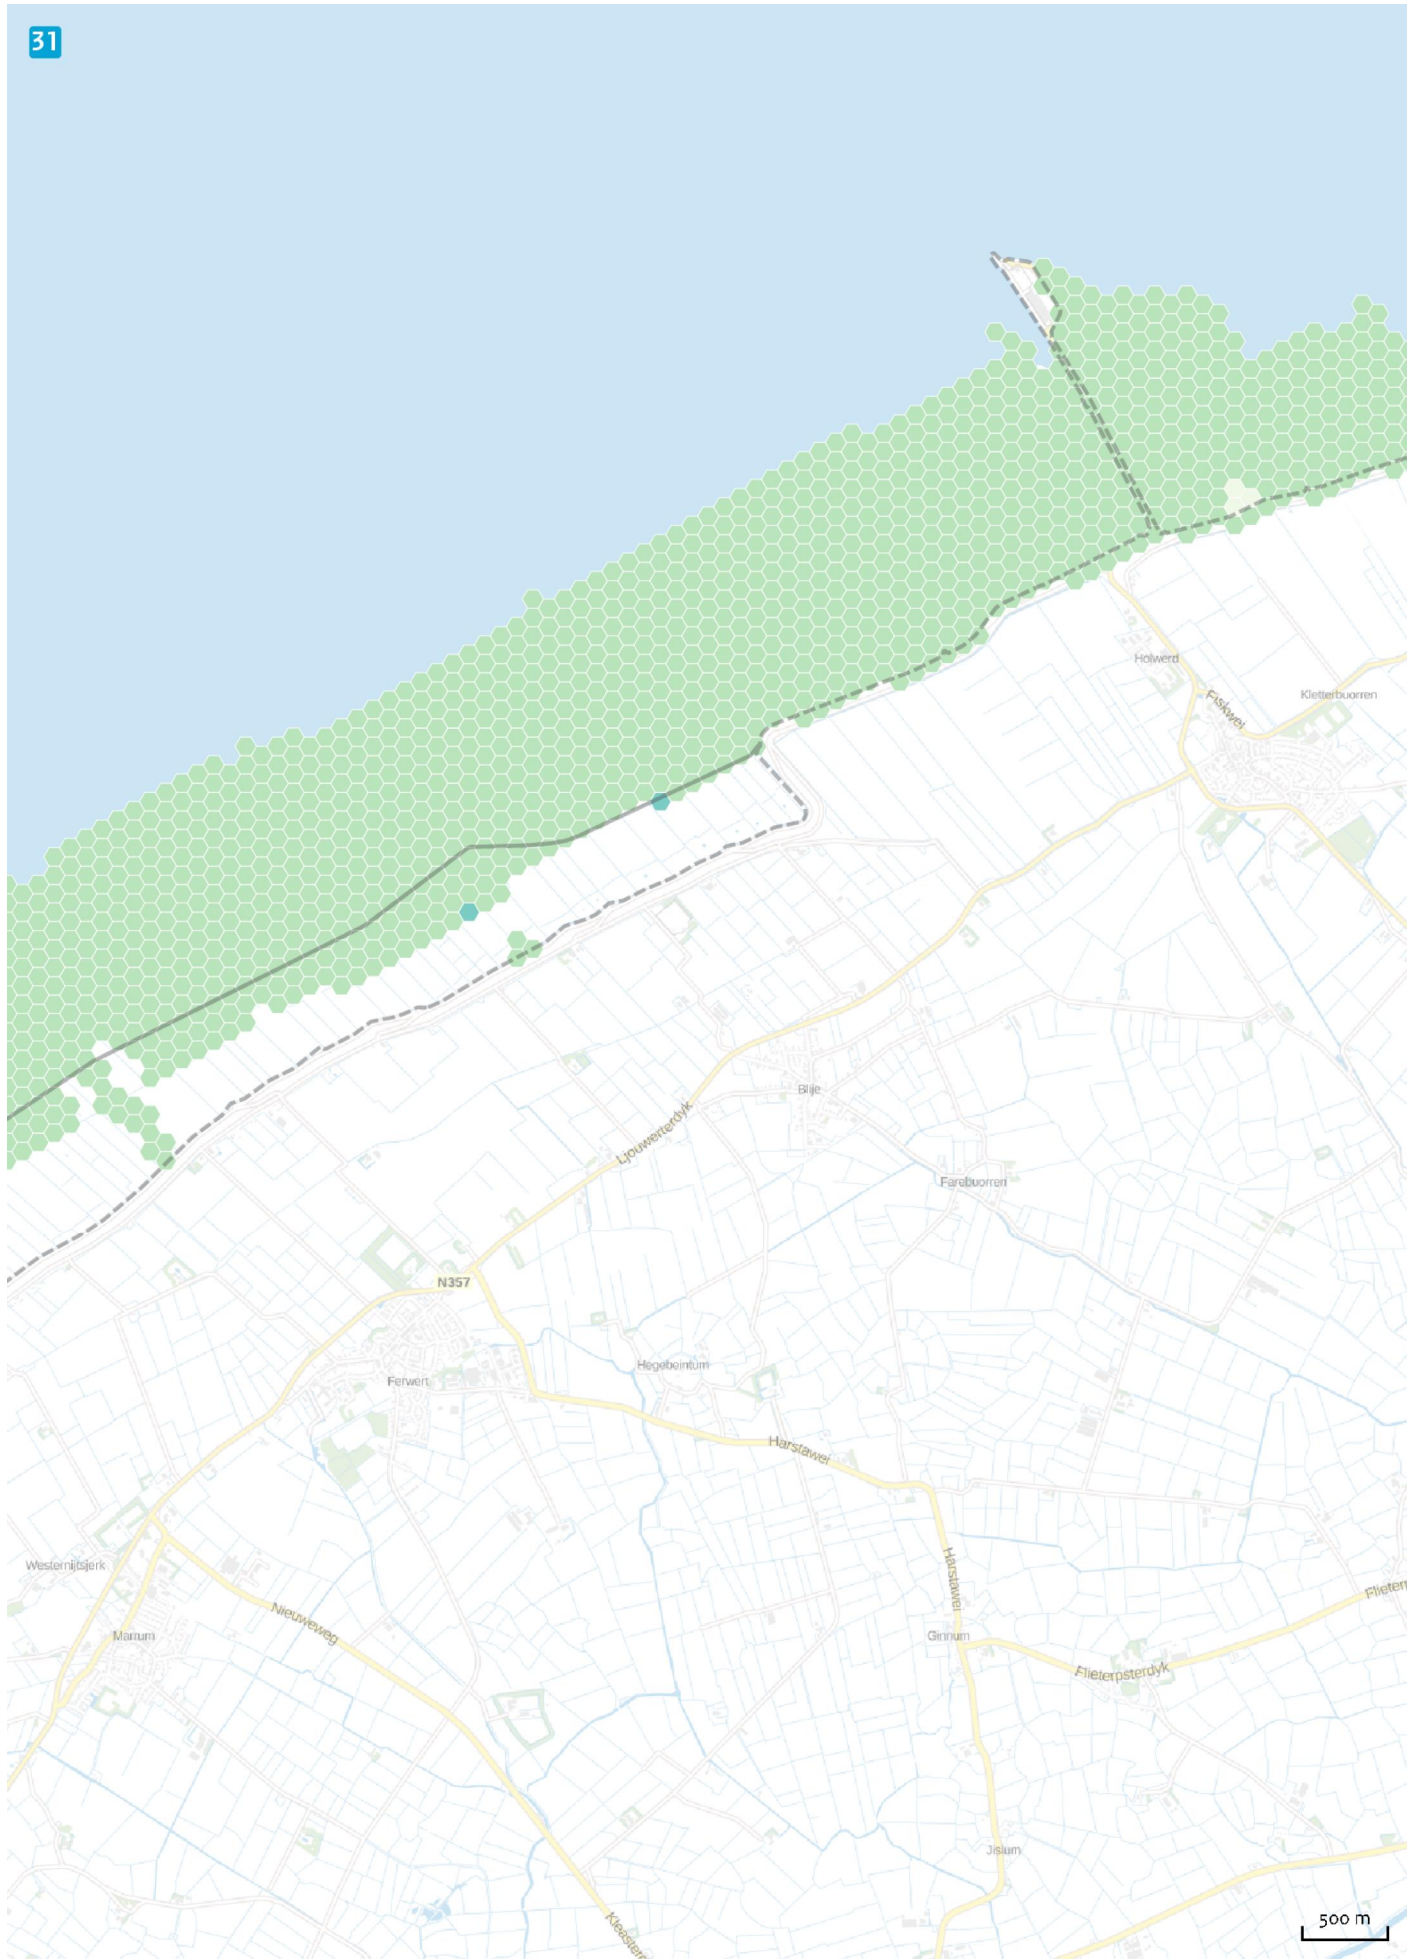 31
Holwerd
Kletterbuorren
Fiskwei
Blije
Ljouwerterdyk
Farebuorren
N357
Hegebeintum
Ferwert
Harstawei
Westernijtsjerk
Harstawei
Nieuweweg
Marrum
Ginnum
Flieterpsterdyk
Jislum
500 m